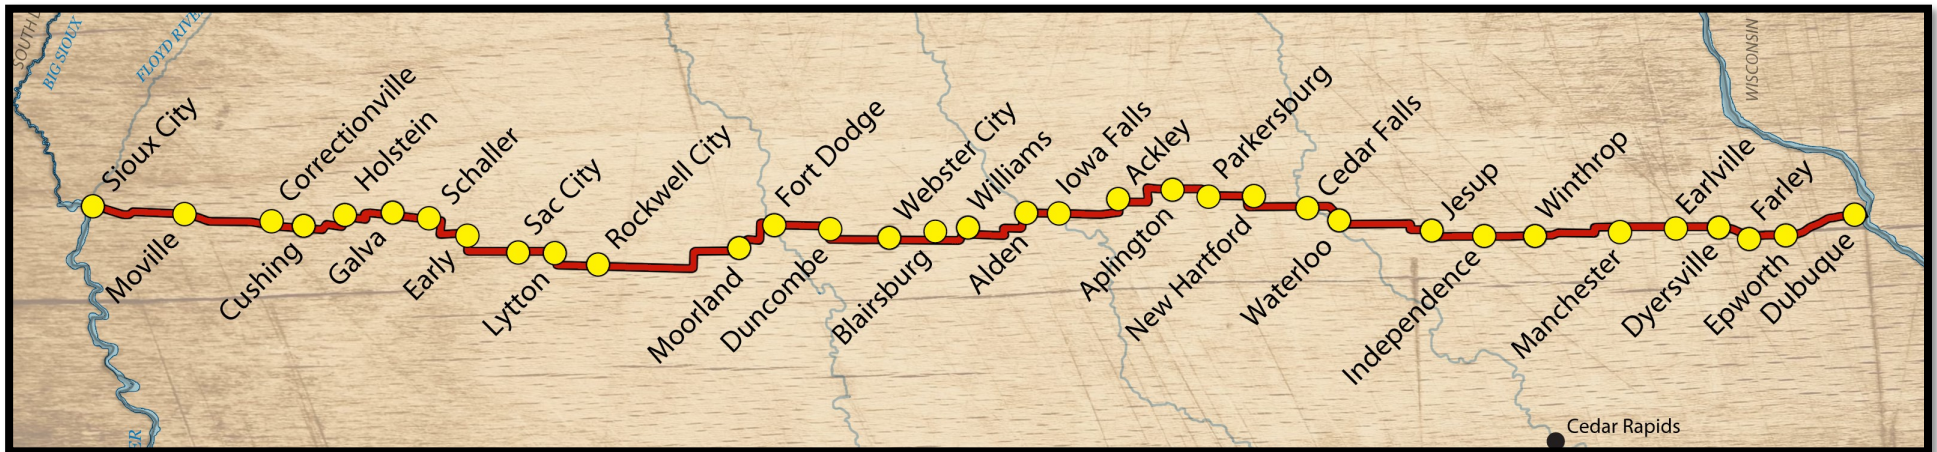 SOUTH D
BIG SIOUX
FLOYD RIVER
Sioux City
Moville
Correctionville
Cushing
Holstein
Galva
Schaller
Early
Sac City
Lytton
Rockwell City
Moorland
Fort Dodge
Duncombe
Webster City
Blairsburg
Williams
Alden
Iowa Falls
Ackley
Aplington
Parkersburg
New Hartford
Cedar Falls
Waterloo
Jesup
Independence
Winthrop
Manchester
Earlville
Dyersville
Farley
Epworth
Dubuque
WISCONSIN
Cedar Rapids
ER